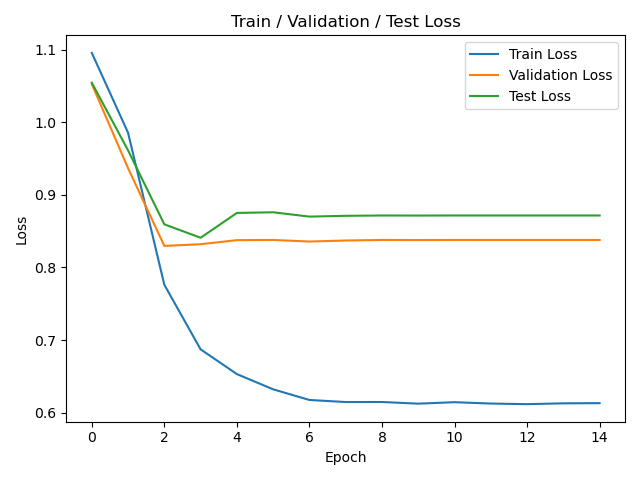 Train / Validation / Test Loss
Train Loss
Validation Loss
Test Loss
Loss
1.1
1.0
0.9
0.8
0.7
0.6
0 2 4 6 8 10 12 14
Epoch